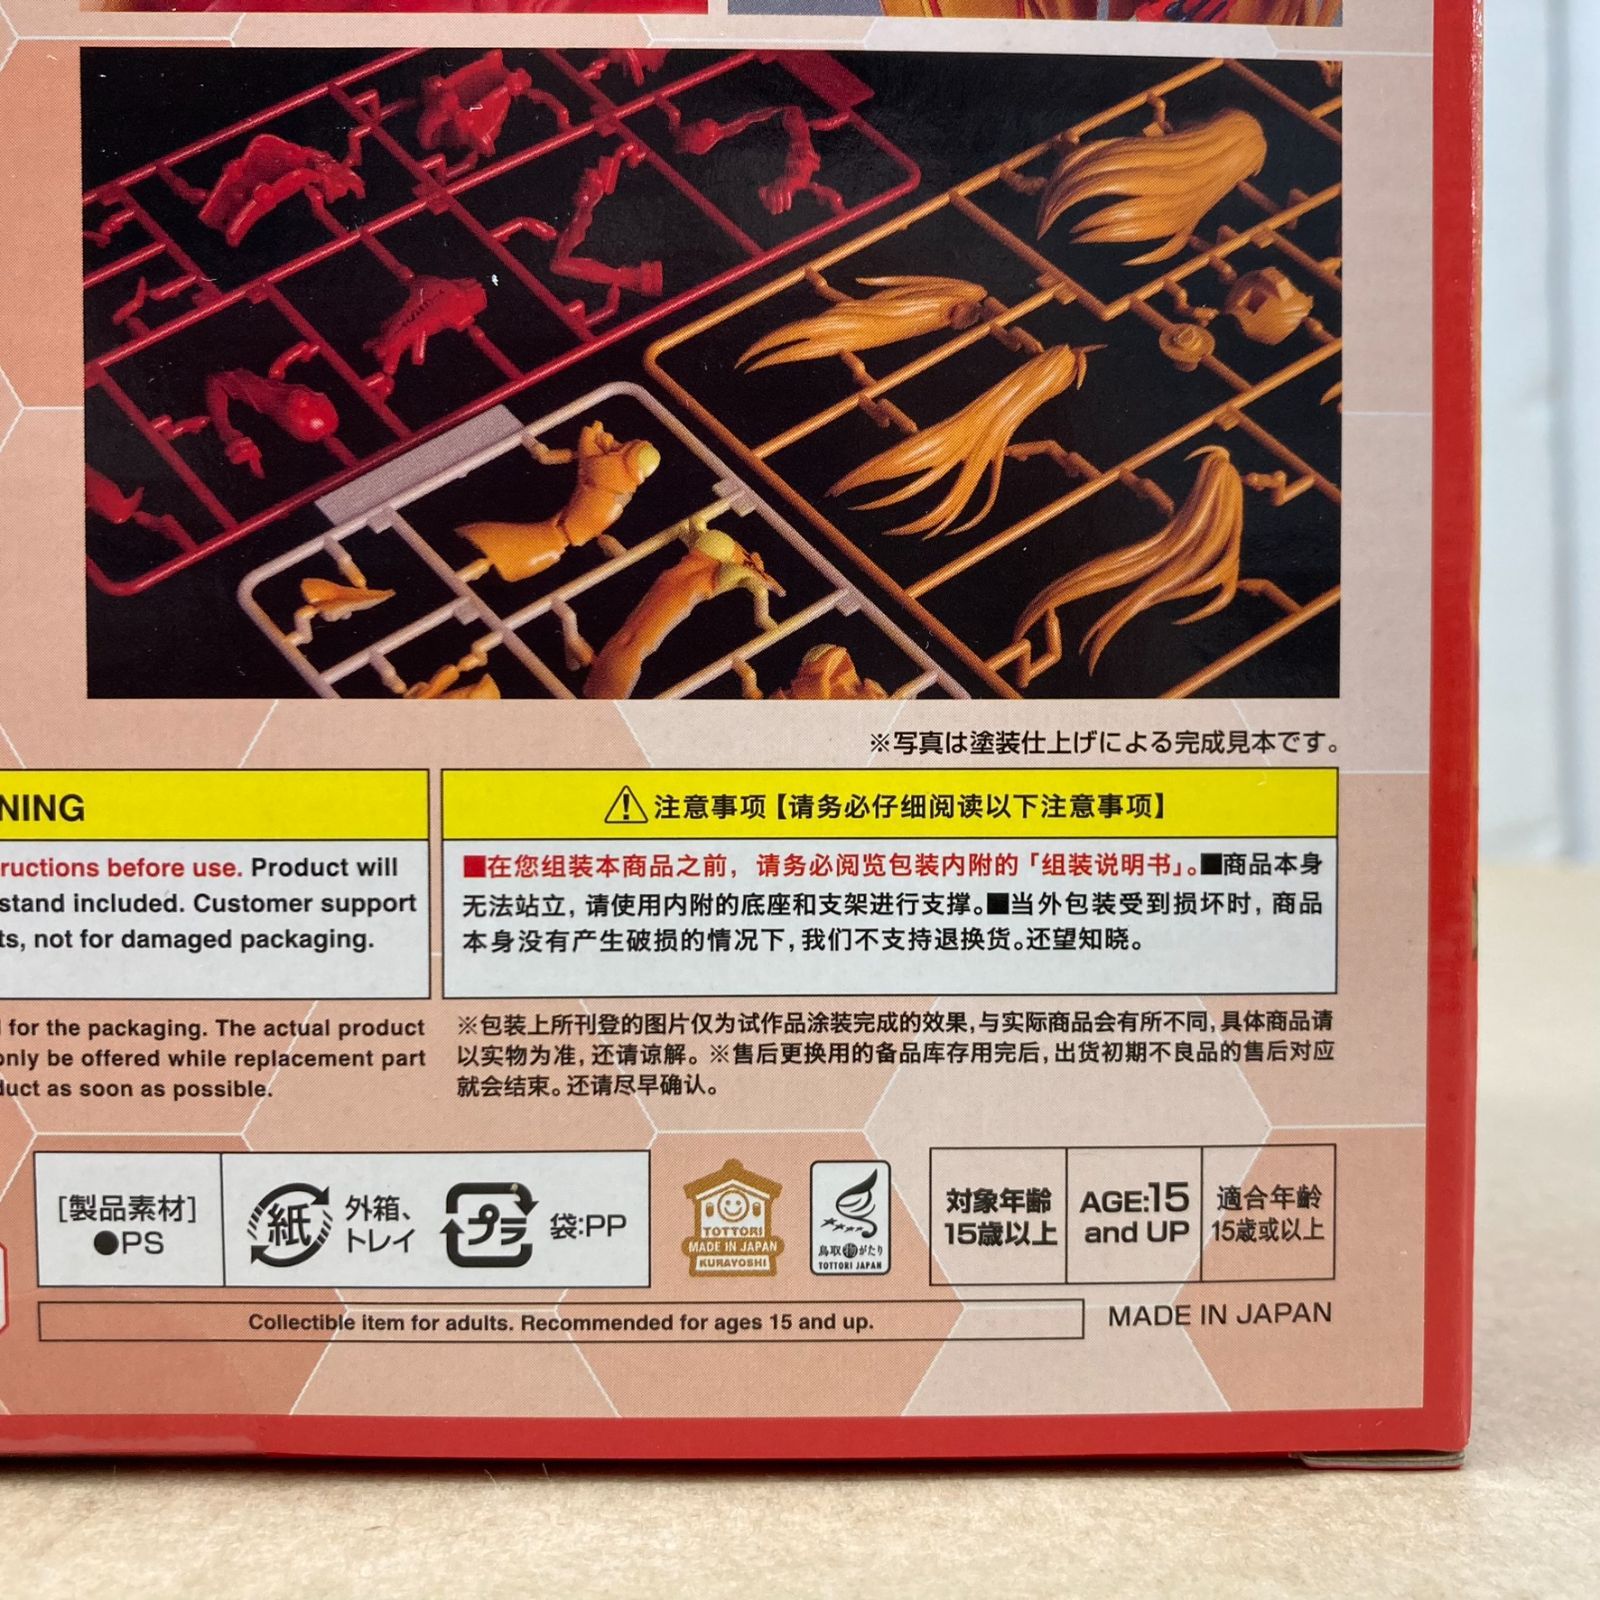 ※写真は塗装仕上げによる完成見本です。
NING
ructions before use. Product will
stand included. Customer support
ts, not for damaged packaging.
注意事项【请务必仔细阅读以下注意事项】
■在您组装本商品之前，请务必阅览包装内附的「组装说明书」。■商品本身
无法站立，请使用内附的底座和支架进行支撑。■当外包装受到损坏时，商品
本身没有产生破损的情况下，我们不支持退换货。还望知晓。
for the packaging. The actual product
only be offered while replacement part
duct as soon as possible.
※包装上所刊登的图片仅为试作品涂装完成的效果，与实际商品会有所不同，具体商品请
以实物为准，还请谅解。※售后更换用的备品库存用完后，出货初期不良品的售后对应
就会结束。还请尽早确认。
[製品素材]
●PS
紙
外箱、
トレイ
プラ
袋:PP
TOTTORI
MADE IN JAPAN
KURAYOSHI
鳥取物がたり
TOTTORI JAPAN
対象年齢
15歳以上
AGE:15
and UP
適合年齢
15歳或以上
Collectible item for adults. Recommended for ages 15 and up.
MADE IN JAPAN